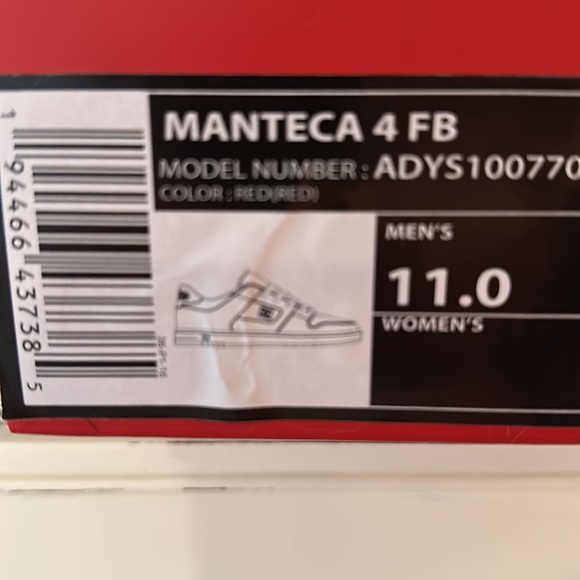 MANTECA 4 FB
MODEL NUMBER : ADYS100770
COLOR : RED(RED)
MEN'S
11.0
WOMEN'S
1 94466 43738 5